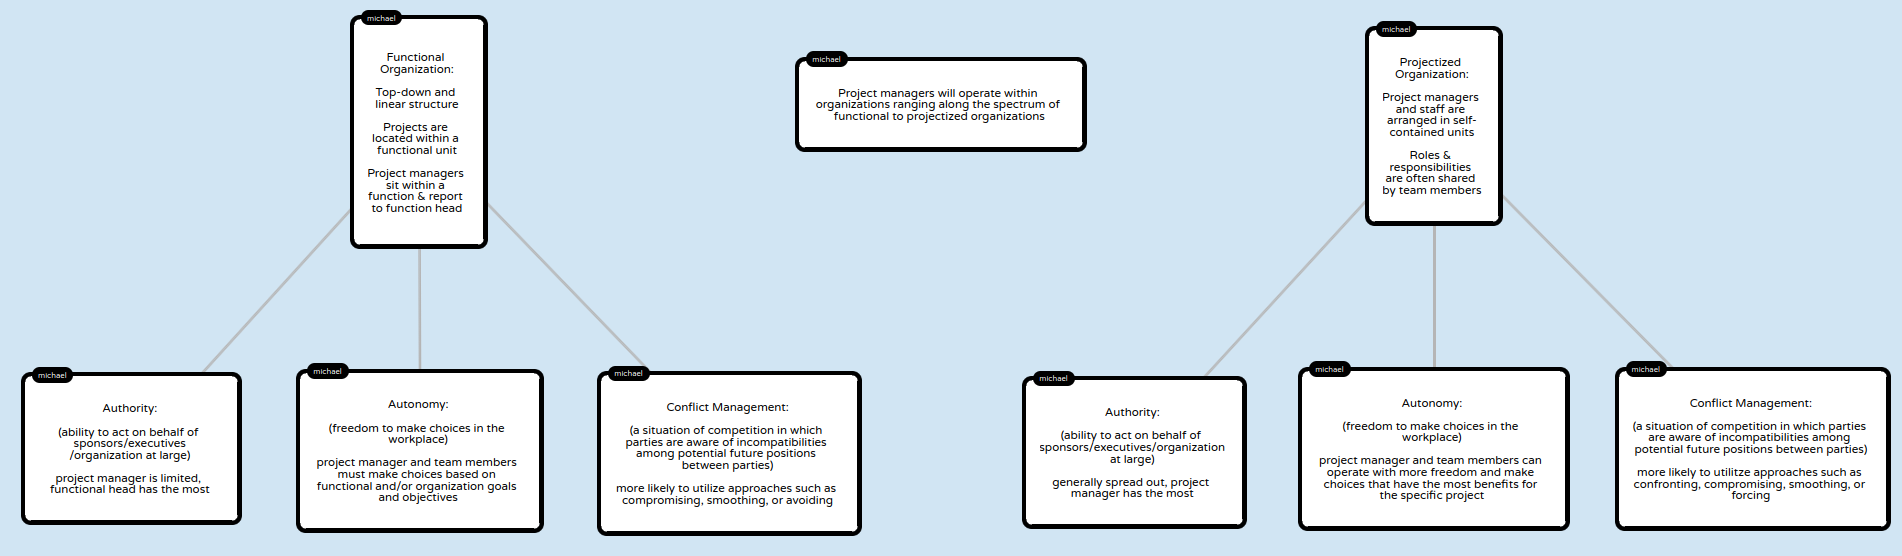 michael
Functional
Organization:
Top-down and
linear structure
Projects are
located within a
functional unit
Project managers
sit within a
function & report
to function head
michael
Project managers will operate within
organizations ranging along the spectrum of
functional to projectized organizations
michael
Projectized
Organization:
Project managers
and staff are
arranged in self-
contained units
Roles &
responsibilities
are often shared
by team members
michael
Authority:
(ability to act on behalf of
sponsors/executives
/organization at large)
project manager is limited,
functional head has the most
michael
Autonomy:
(freedom to make choices in the
workplace)
project manager and team members
must make choices based on
functional and/or organization goals
and objectives
michael
Conflict Management:
(a situation of competition in which
parties are aware of incompatibilities
among potential future positions
between parties)
more likely to utilize approaches such as
compromising, smoothing, or avoiding
michael
Authority:
(ability to act on behalf of
sponsors/executives/organization
at large)
generally spread out, project
manager has the most
michael
Autonomy:
(freedom to make choices in the
workplace)
project manager and team members can
operate with more freedom and make
choices that have the most benefits for
the specific project
michael
Conflict Management:
(a situation of competition in which parties
are aware of incompatibilities among
potential future positions between parties)
more likely to utilitze approaches such as
confronting, compromising, smoothing, or
forcing